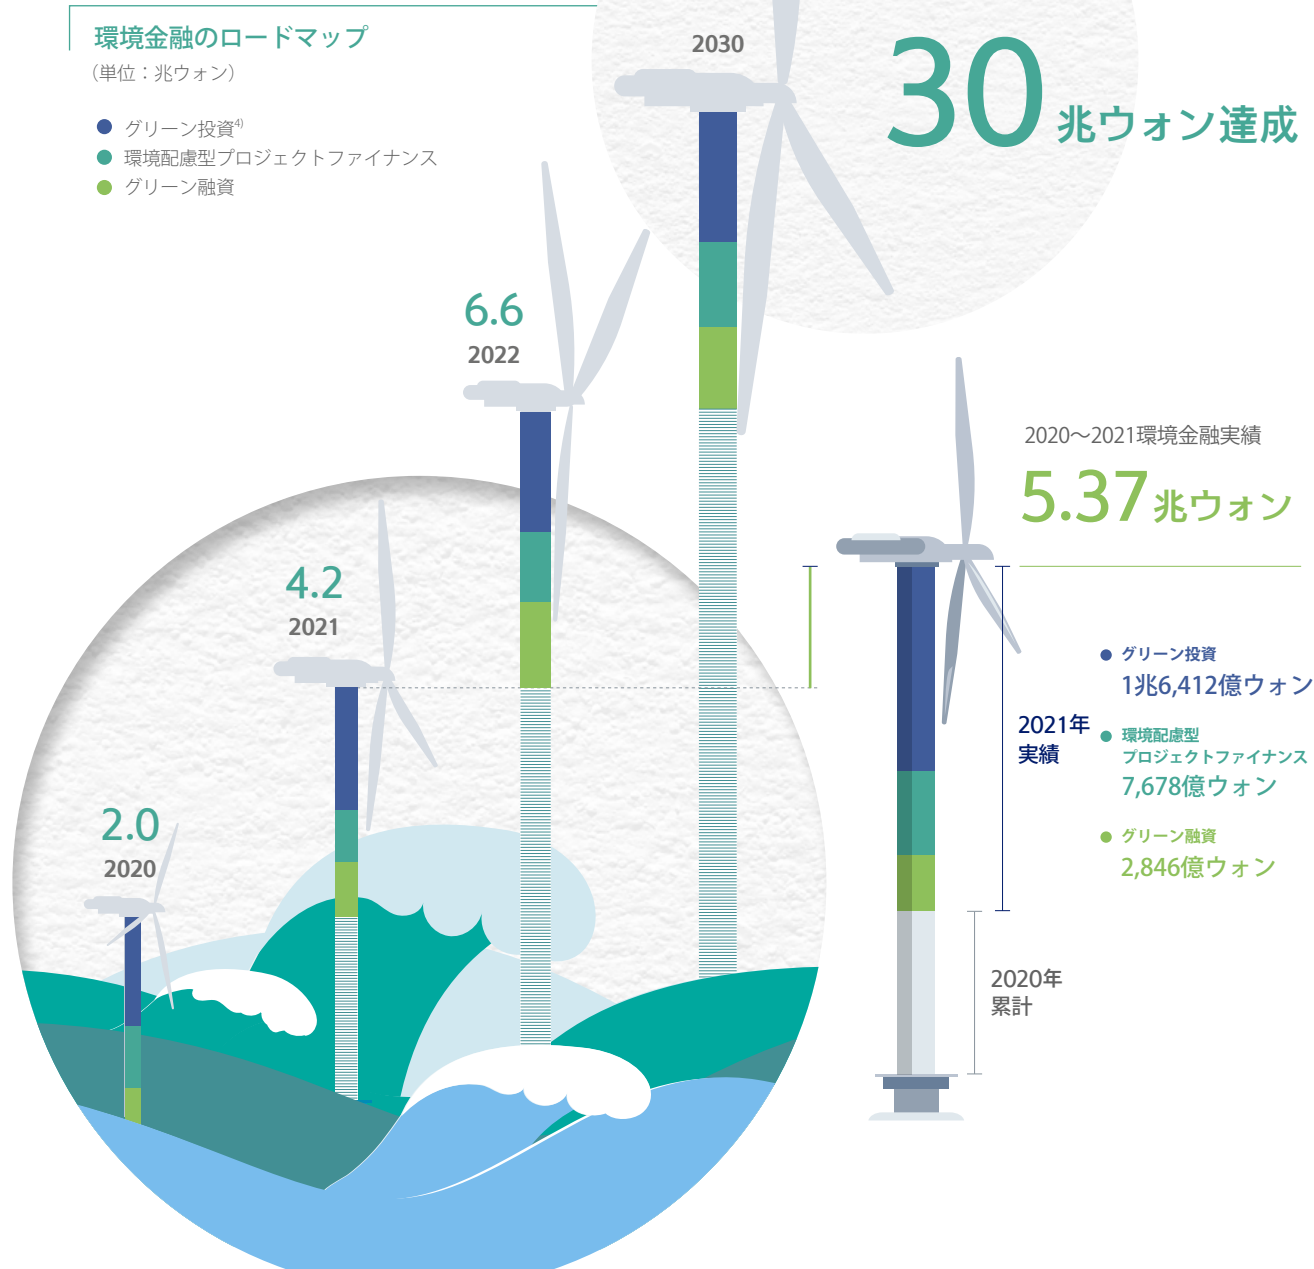 環境金融のロードマップ
（単位：兆ウォン）
グリーン投資4)
環境配慮型プロジェクトファイナンス
グリーン融資
2030
30兆ウォン達成
6.6
2022
4.2
2021
2.0
2020
2020〜2021環境金融実績
5.37兆ウォン
2021年
実績
グリーン投資
1兆6,412億ウォン
環境配慮型
プロジェクトファイナンス
7,678億ウォン
グリーン融資
2,846億ウォン
2020年
累計